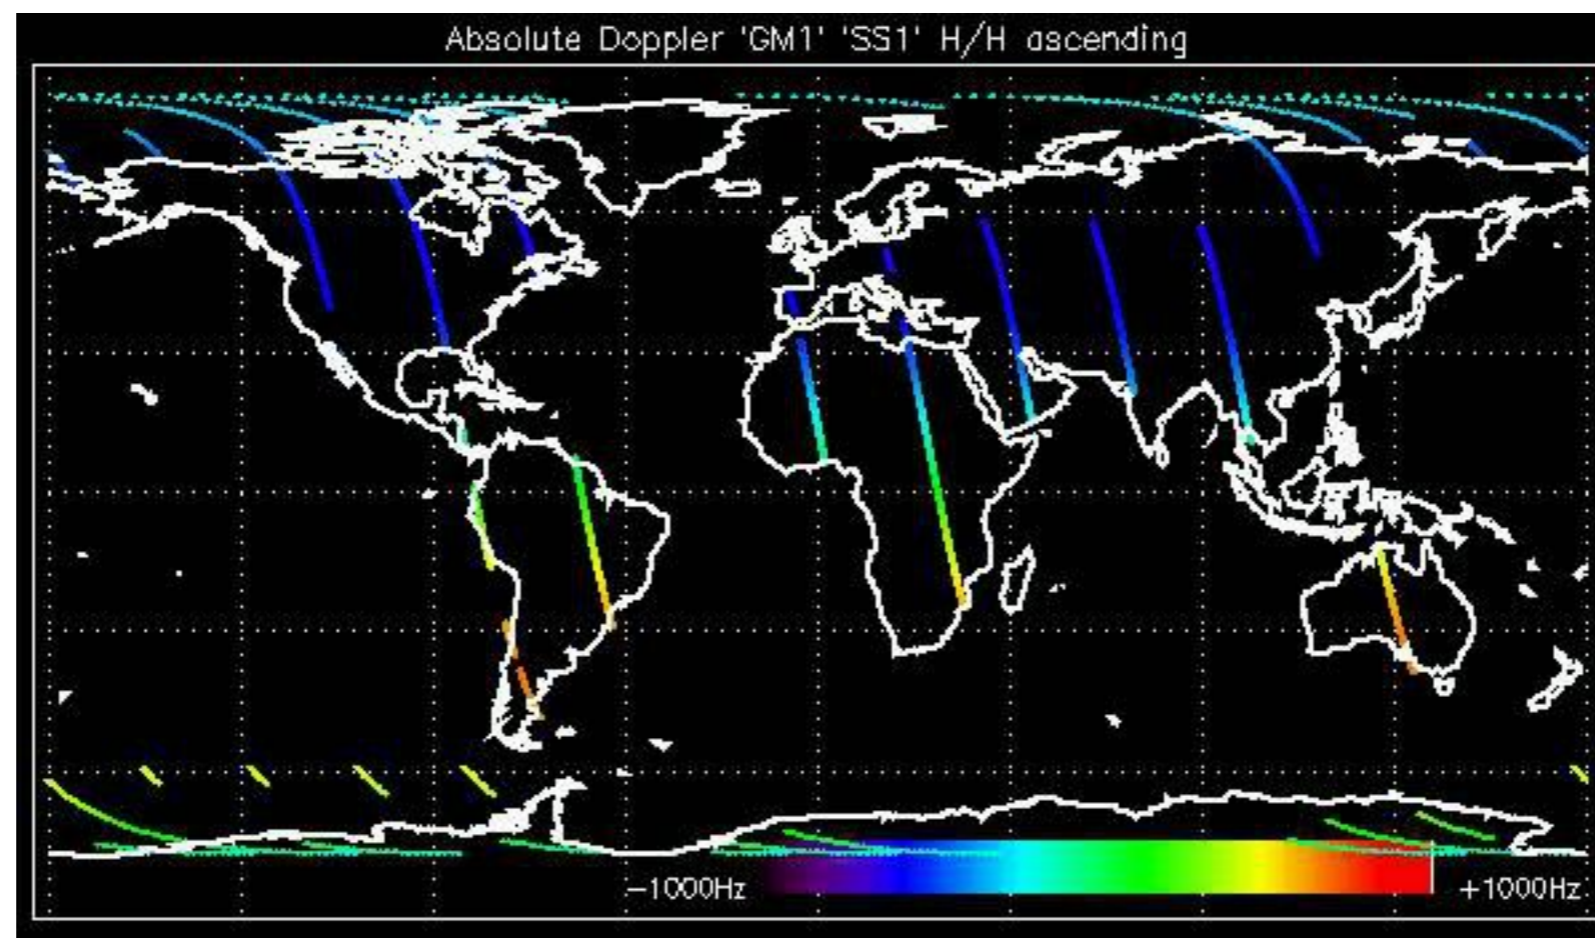 Absolute Doppler 'GM1' 'SS1' H/H ascending
−1000Hz
+1000Hz